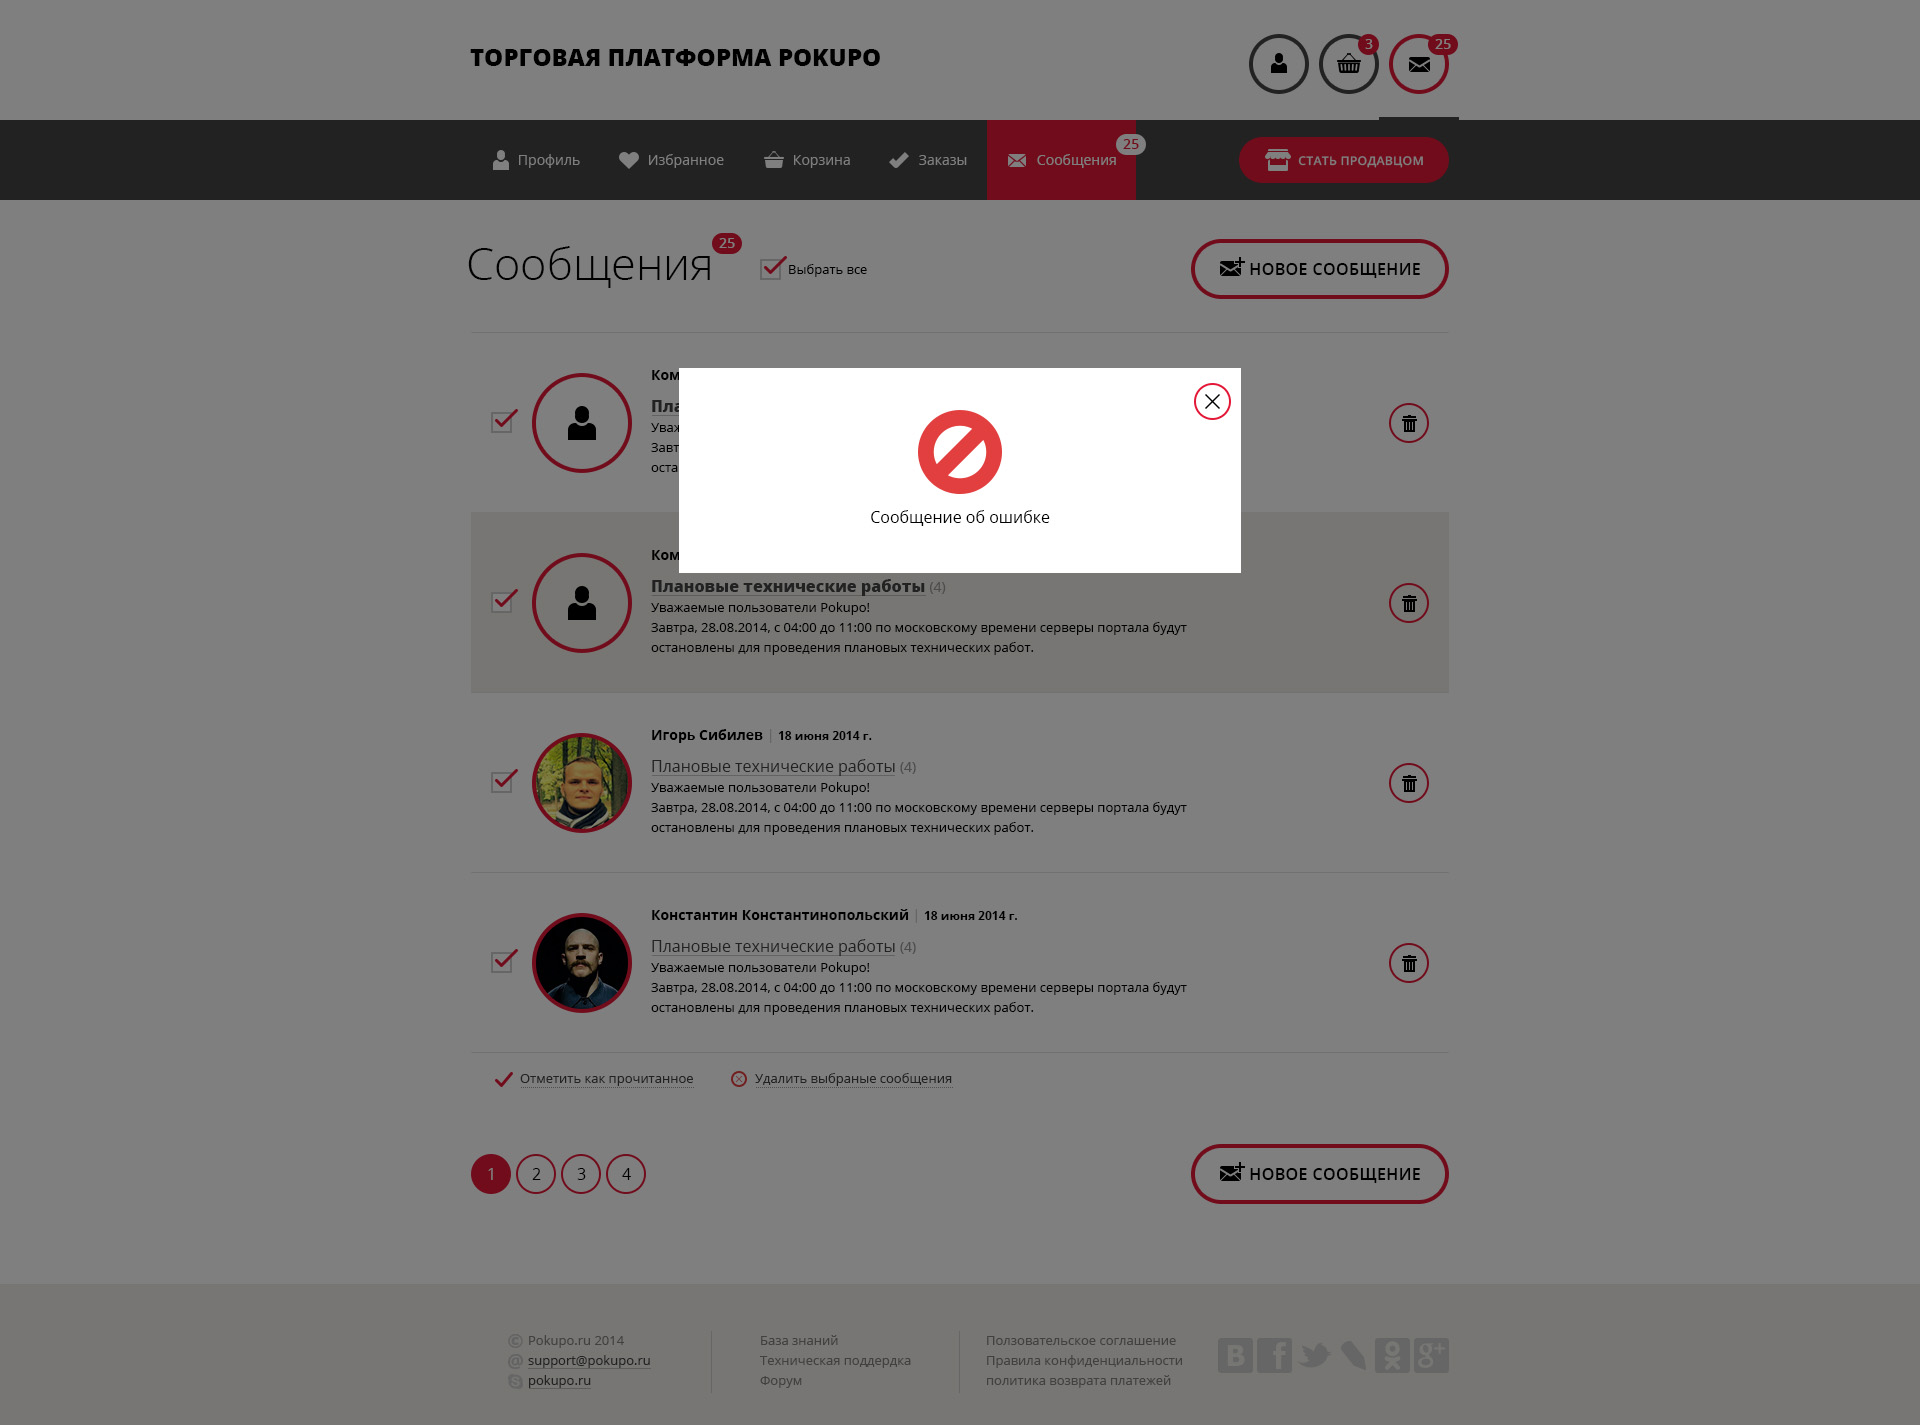 ТОРГОВАЯ ПЛАТФОРМА POKUPO
3
25
Профиль
Избранное
Корзина
Заказы
Сообщения
25
СТАТЬ ПРОДАВЦОМ
Сообщения
25
Выбрать все
НОВОЕ СООБЩЕНИЕ
Ком
Пла
Уваж
Завт
оста
Сообщение об ошибке
Ком
Плановые технические работы (4)
Уважаемые пользователи Pokupo!
Завтра, 28.08.2014, с 04:00 до 11:00 по московскому времени серверы портала будут
остановлены для проведения плановых технических работ.
Игорь Сибилев | 18 июня 2014 г.
Плановые технические работы (4)
Уважаемые пользователи Pokupo!
Завтра, 28.08.2014, с 04:00 до 11:00 по московскому времени серверы портала будут
остановлены для проведения плановых технических работ.
Константин Константинопольский | 18 июня 2014 г.
Плановые технические работы (4)
Уважаемые пользователи Pokupo!
Завтра, 28.08.2014, с 04:00 до 11:00 по московскому времени серверы портала будут
остановлены для проведения плановых технических работ.
Отметить как прочитанное
Удалить выбраные сообщения
1 2 3 4
НОВОЕ СООБЩЕНИЕ
© Pokupo.ru 2014
@ support@pokupo.ru
pokupo.ru
База знаний
Техническая поддердка
Форум
Ползовательское соглашение
Правила конфиденциальности
политика возврата платежей